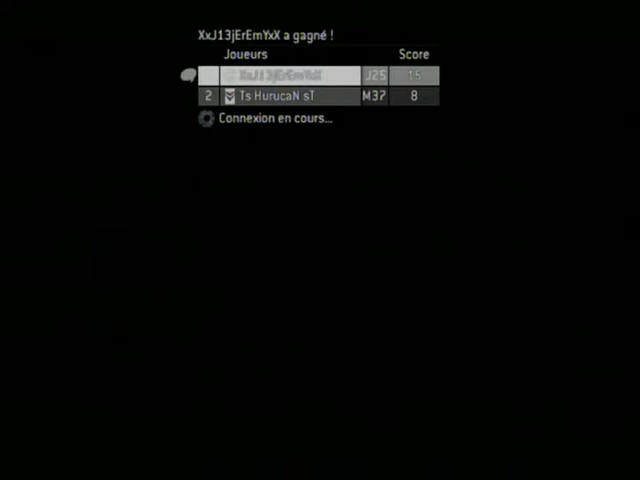 XxJ13jErEmYxX a gagné !
Joueurs Score
XxJ13jErEmYxX J25 15
2 Ts HurucaN sT M37 8
Connexion en cours...